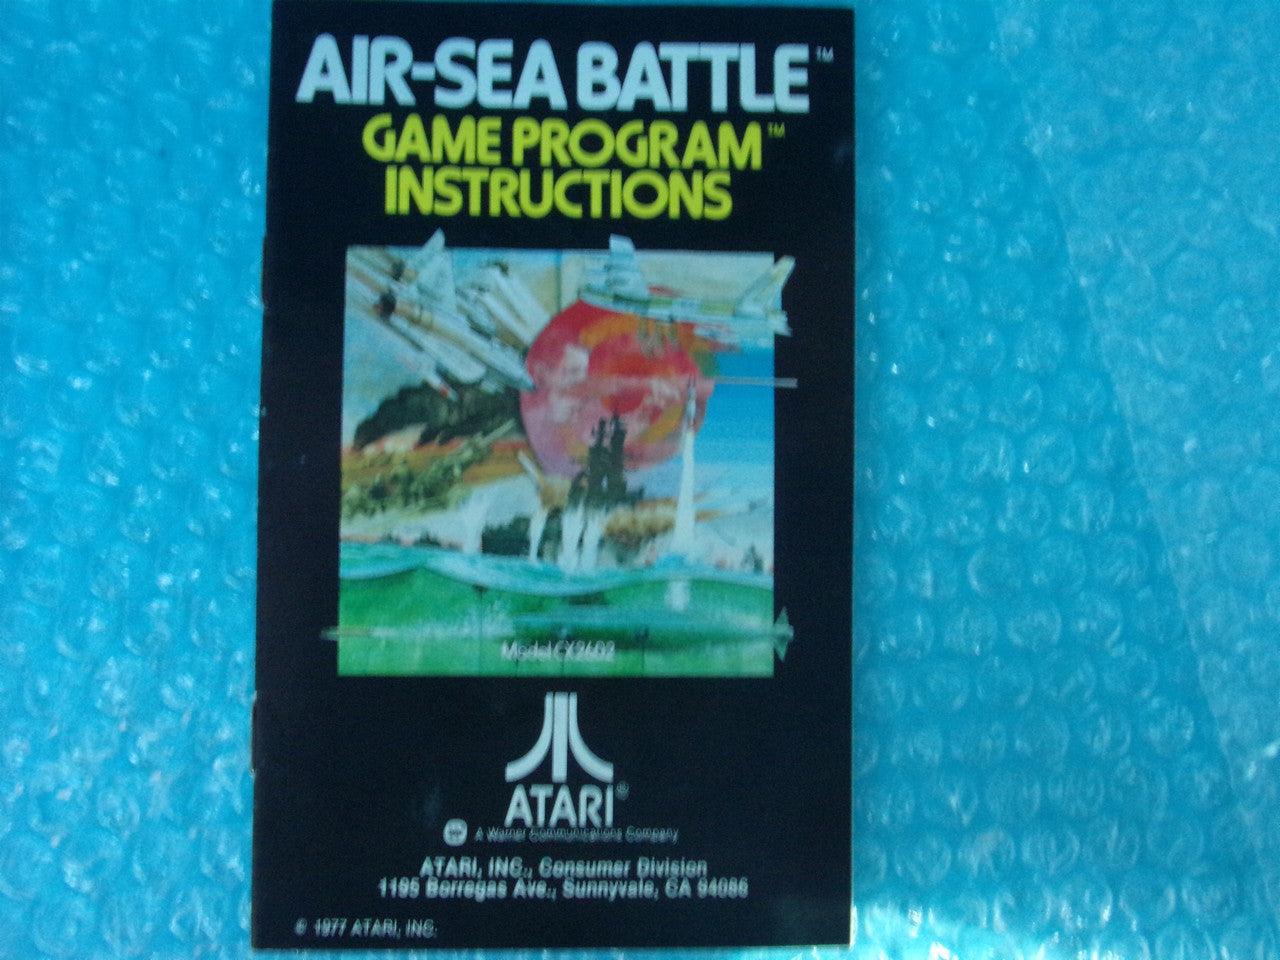 AIR-SEA BATTLE™
GAME PROGRAM™
INSTRUCTIONS
Model CX2602
ATARI®
A Warner Communications Company
ATARI, INC., Consumer Division
1195 Borregas Ave., Sunnyvale, CA 94086
© 1977 ATARI, INC.